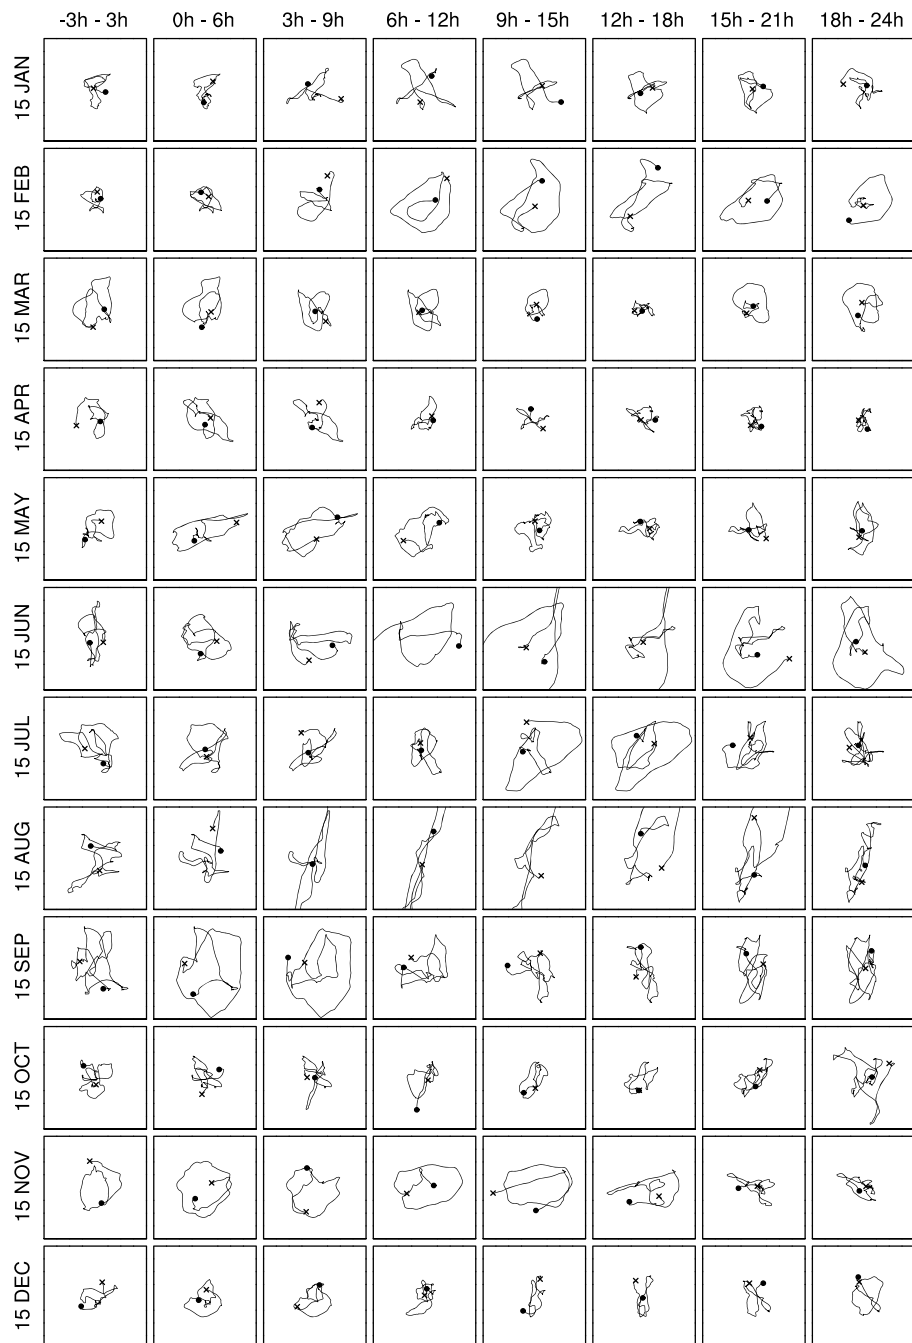 -3h - 3h 0h - 6h 3h - 9h 6h - 12h 9h - 15h 12h - 18h 15h - 21h 18h - 24h
15 JAN
15 FEB
15 MAR
15 APR
15 MAY
15 JUN
15 JUL
15 AUG
15 SEP
15 OCT
15 NOV
15 DEC